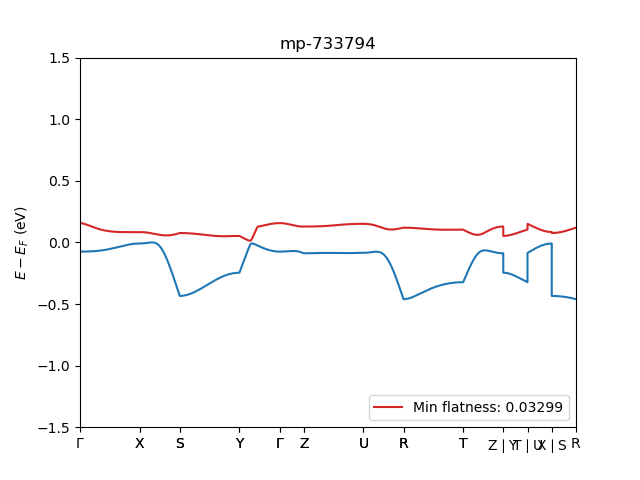 mp-733794
1.5
1.0
0.5
0.0
−0.5
−1.0
−1.5
E − E_F (eV)
Min flatness: 0.03299
Γ X S Y Γ Z U R T Z | Y T | U X | S R